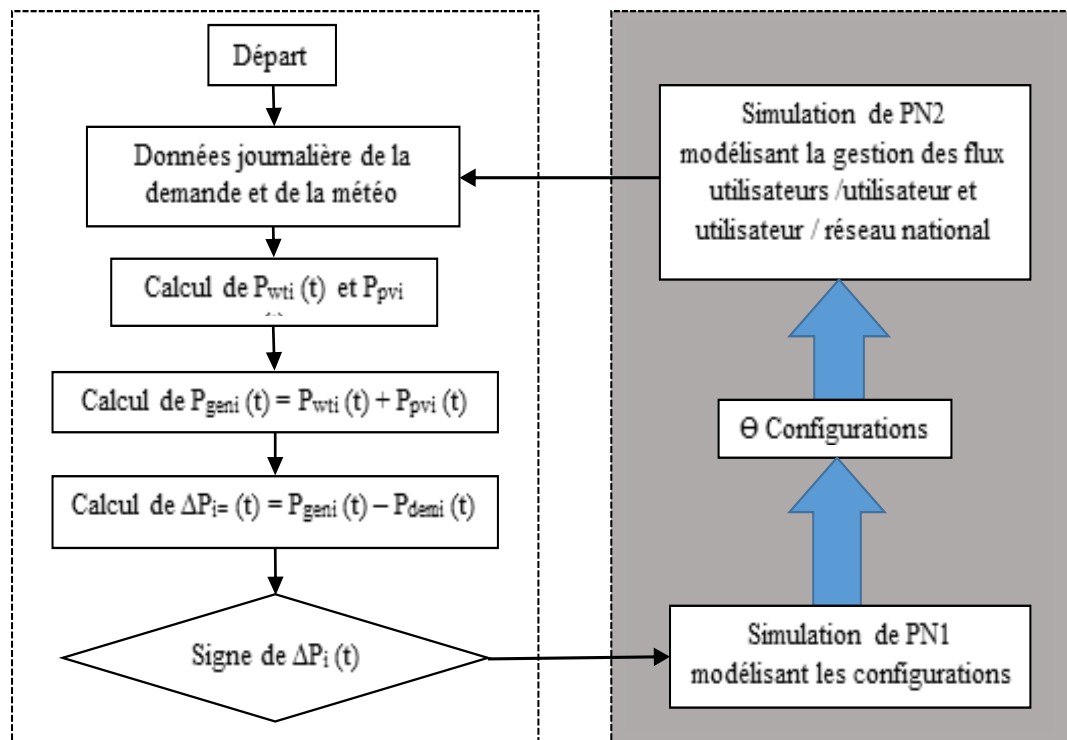 Départ
Données journalière de la
demande et de la météo
Calcul de Pwti (t) et Ppvi
Calcul de Pgeni (t) = Pwti (t) + Ppvi (t)
Calcul de ΔPi= (t) = Pgeni (t) – Pdemi (t)
Signe de ΔPi (t)
Simulation de PN2
modélisant la gestion des flux
utilisateurs /utilisateur et
utilisateur / réseau national
Ɵ Configurations
Simulation de PN1
modélisant les configurations